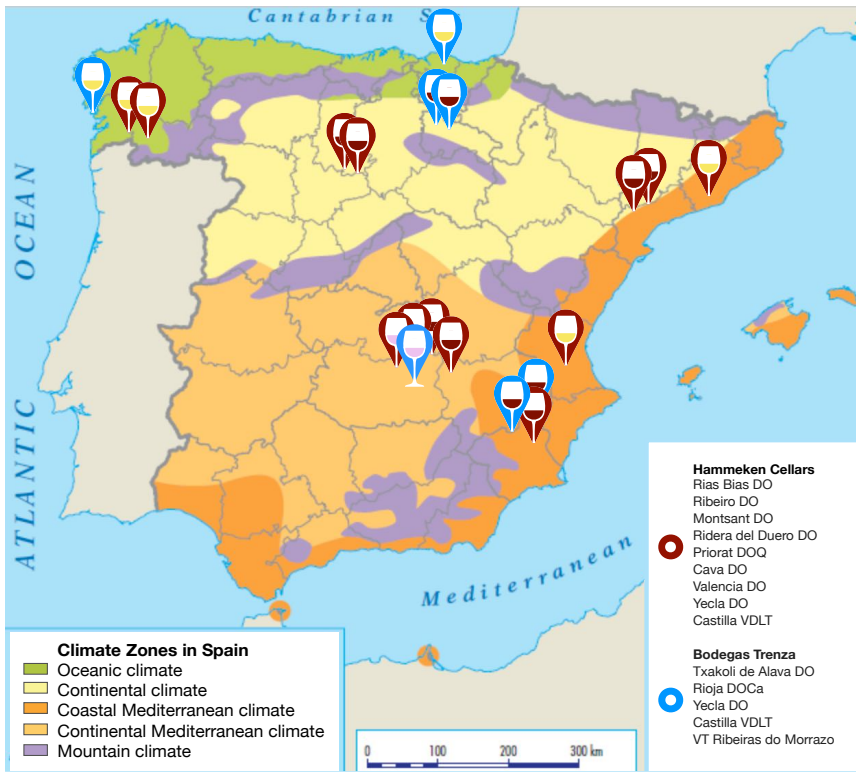 Cantabrian S
ATLANTIC OCEAN
Mediterranean
Hammeken Cellars
Rias Bias DO
Ribeiro DO
Montsant DO
Ridera del Duero DO
Priorat DOQ
Cava DO
Valencia DO
Yecla DO
Castilla VDLT
Bodegas Trenza
Txakoli de Alava DO
Rioja DOCa
Yecla DO
Castilla VDLT
VT Ribeiras do Morrazo
Climate Zones in Spain
Oceanic climate
Continental climate
Coastal Mediterranean climate
Continental Mediterranean climate
Mountain climate
0 100 200 300 km